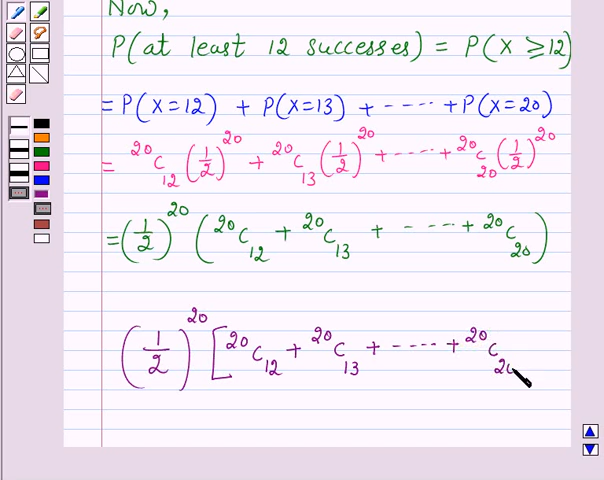 Now,
P(at least 12 successes) = P(X ≥ 12)
= P(X=12) + P(X=13) + ----- + P(X=20)
= ²⁰C₁₂ (1/2)²⁰ + ²⁰C₁₃ (1/2)²⁰ + ----- + ²⁰C₂₀ (1/2)²⁰
= (1/2)²⁰ (²⁰C₁₂ + ²⁰C₁₃ + ----- + ²⁰C₂₀)
(1/2)²⁰ [²⁰C₁₂ + ²⁰C₁₃ + ----- + ²⁰C₂₀